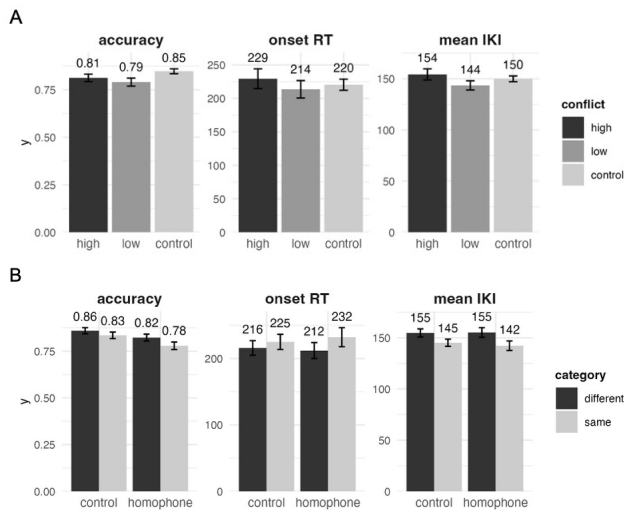 A
accuracy
onset RT
mean IKI
0.81
0.79
0.85
229
214
220
154
144
150
0.75
0.50
0.25
0.00
y
250
200
150
100
50
0
150
100
50
0
high
low
control
high
low
control
high
low
control
conflict
high
low
control
B
accuracy
onset RT
mean IKI
0.86
0.83
0.82
0.78
216
225
212
232
155
145
155
142
0.75
0.50
0.25
0.00
y
200
100
0
150
100
50
0
control
homophone
control
homophone
control
homophone
category
different
same